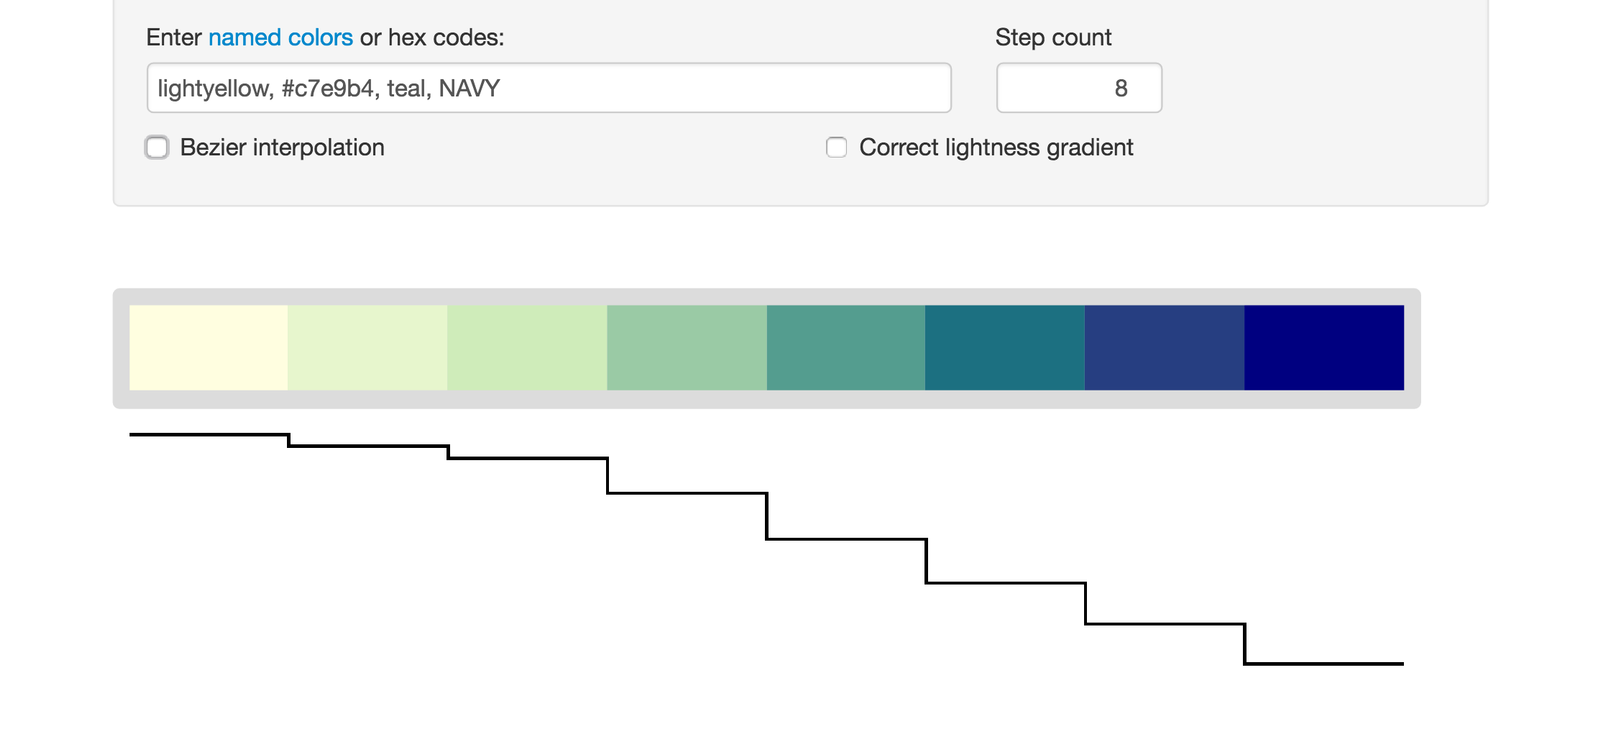 Enter named colors or hex codes:
Step count
lightyellow, #c7e9b4, teal, NAVY
8
Bezier interpolation
Correct lightness gradient